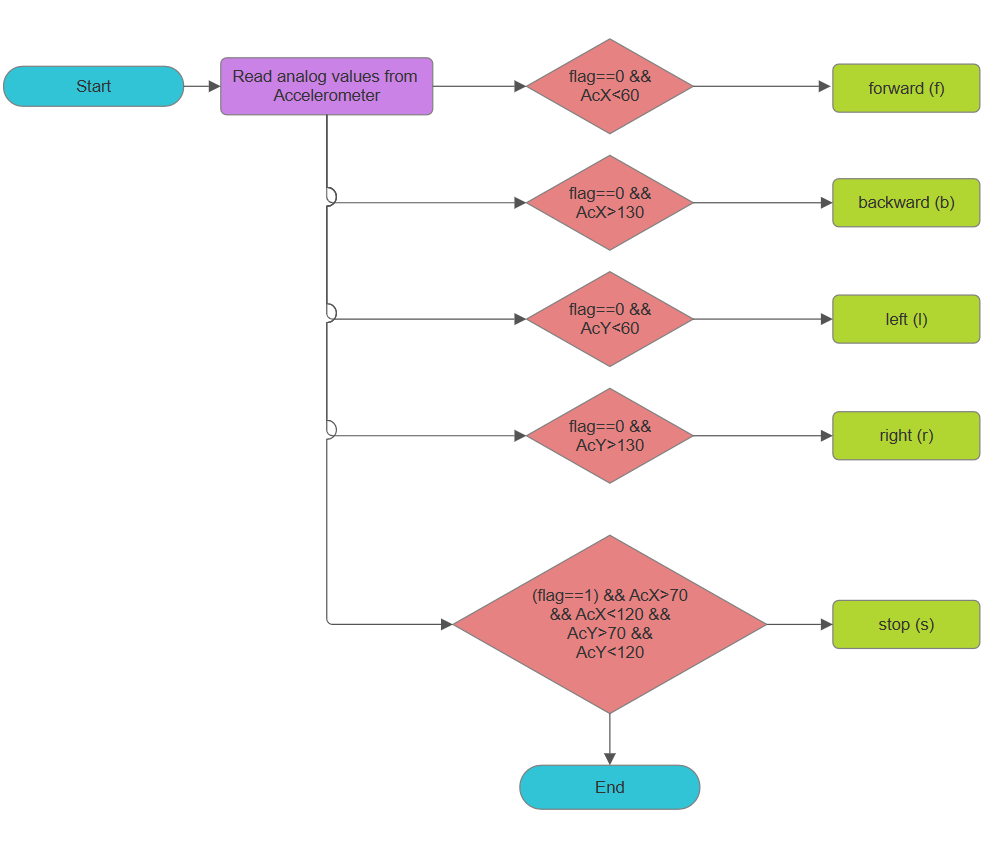 Start
Read analog values from
Accelerometer
flag==0 &&
AcX<60
forward (f)
flag==0 &&
AcX>130
backward (b)
flag==0 &&
AcY<60
left (l)
flag==0 &&
AcY>130
right (r)
(flag==1) && AcX>70
&& AcX<120 &&
AcY>70 &&
AcY<120
stop (s)
End